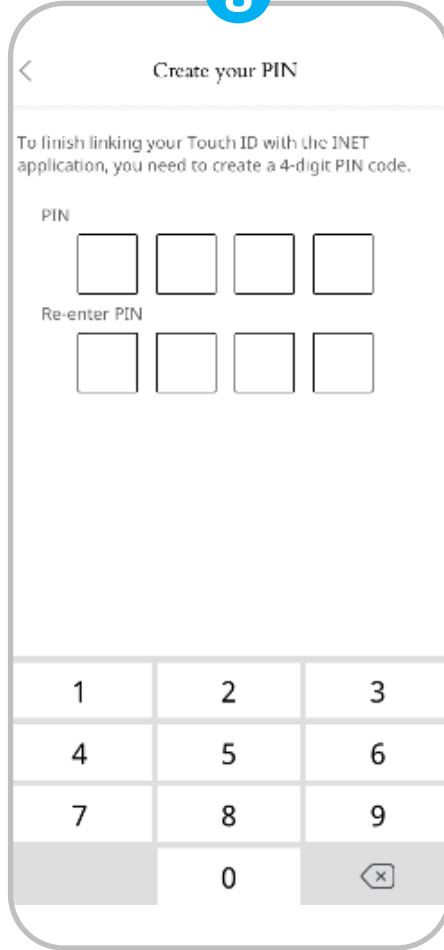 8
Create your PIN
To finish linking your Touch ID with the INET
application, you need to create a 4-digit PIN code.
PIN
Re-enter PIN
1 2 3
4 5 6
7 8 9
0